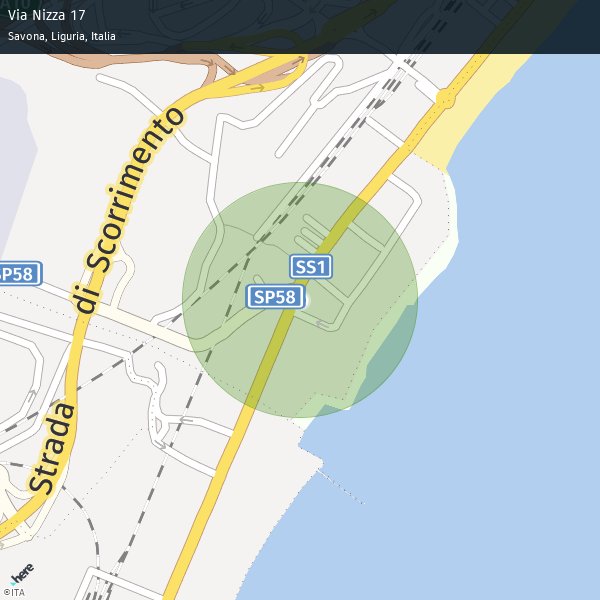 Via Nizza 17
Savona, Liguria, Italia
Strada di Scorrimento
SS1
SP58
SP58
here
©ITA